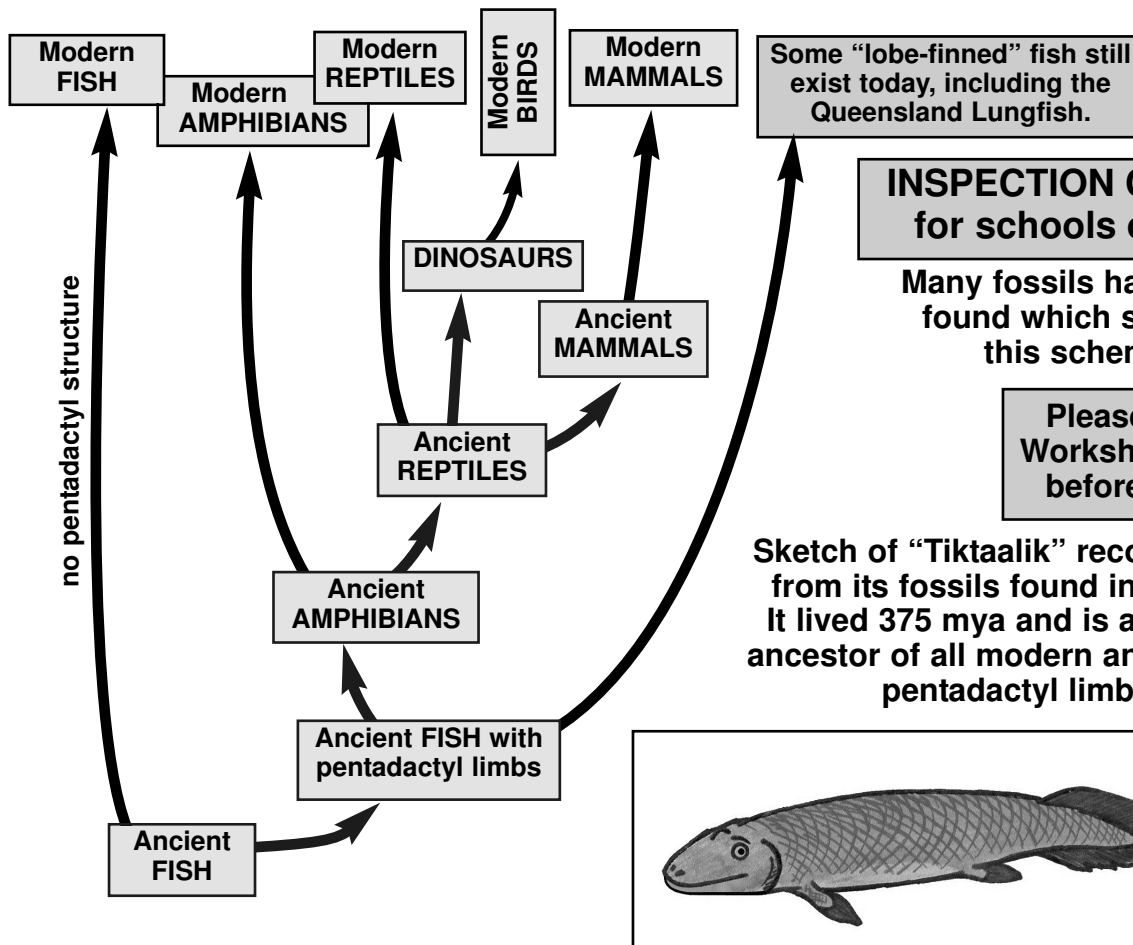 Modern
FISH
Modern
AMPHIBIANS
Modern
REPTILES
Modern
BIRDS
Modern
MAMMALS
Some “lobe-finned” fish still
exist today, including the
Queensland Lungfish.
INSPECTION
for schools
Many fossils
found which
this
DINOSAURS
Ancient
MAMMALS
no pentadactyl structure
Ancient
REPTILES
Please
before
Sketch of “Tiktaalik”
from its fossils found in
It lived 375 mya and is
ancestor of all modern
pentadactyl
Ancient
AMPHIBIANS
Ancient FISH with
pentadactyl limbs
Ancient
FISH